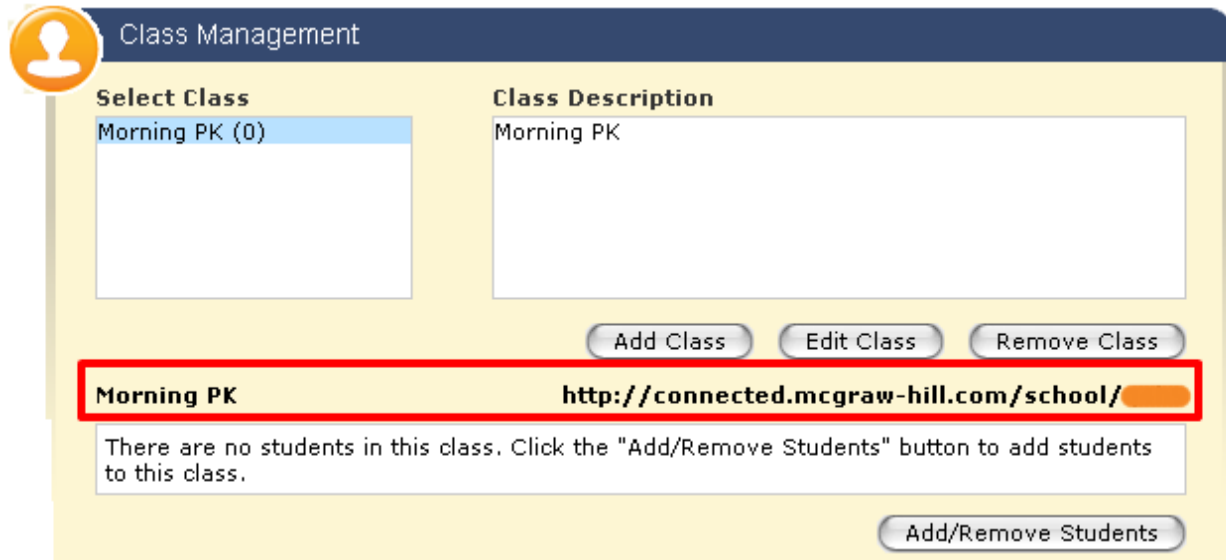 Class Management
Select Class
Class Description
Morning PK (0)
Morning PK
Add Class
Edit Class
Remove Class
Morning PK
http://connected.mcgraw-hill.com/school/
There are no students in this class. Click the "Add/Remove Students" button to add students
to this class.
Add/Remove Students